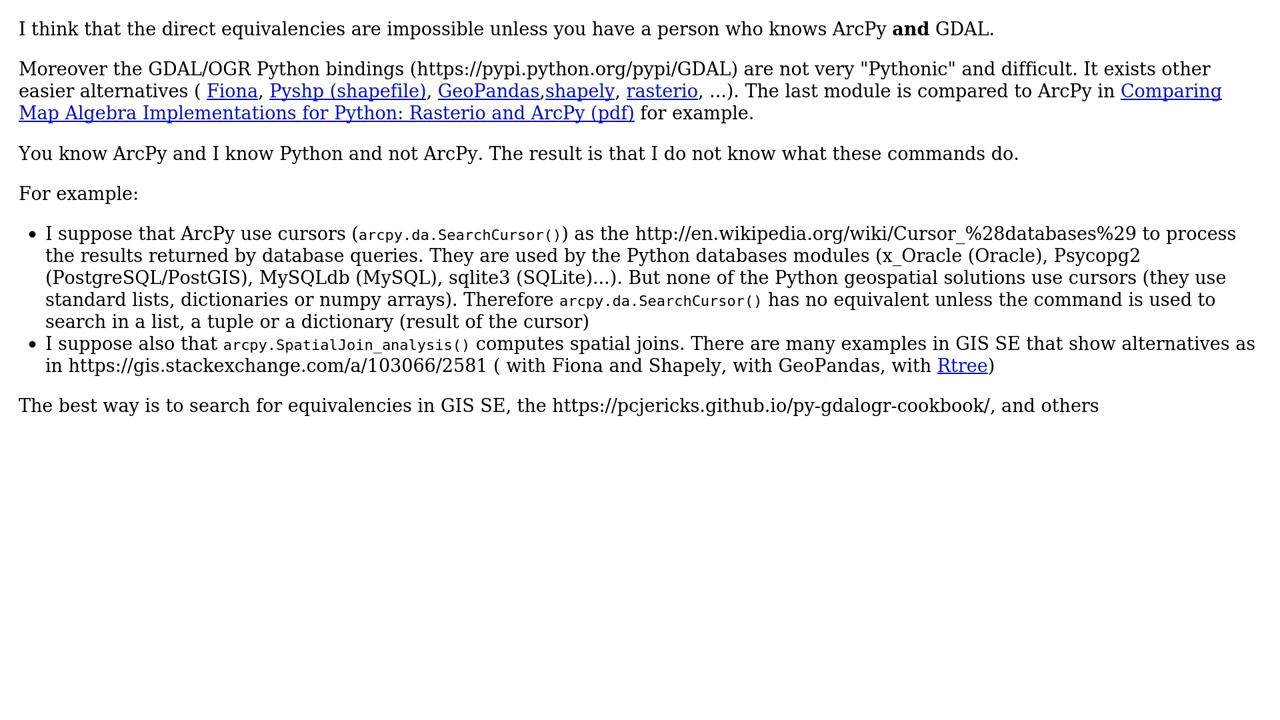 I think that the direct equivalencies are impossible unless you have a person who knows ArcPy and GDAL.
Moreover the GDAL/OGR Python bindings (https://pypi.python.org/pypi/GDAL) are not very "Pythonic" and difficult. It exists other
easier alternatives ( Fiona, Pyshp (shapefile), GeoPandas,shapely, rasterio, ...). The last module is compared to ArcPy in Comparing
Map Algebra Implementations for Python: Rasterio and ArcPy (pdf) for example.
You know ArcPy and I know Python and not ArcPy. The result is that I do not know what these commands do.
For example:
• I suppose that ArcPy use cursors (arcpy.da.SearchCursor()) as the http://en.wikipedia.org/wiki/Cursor_%28databases%29 to process
the results returned by database queries. They are used by the Python databases modules (x_Oracle (Oracle), Psycopg2
(PostgreSQL/PostGIS), MySQLdb (MySQL), sqlite3 (SQLite)...). But none of the Python geospatial solutions use cursors (they use
standard lists, dictionaries or numpy arrays). Therefore arcpy.da.SearchCursor() has no equivalent unless the command is used to
search in a list, a tuple or a dictionary (result of the cursor)
• I suppose also that arcpy.SpatialJoin_analysis() computes spatial joins. There are many examples in GIS SE that show alternatives as
in https://gis.stackexchange.com/a/103066/2581 ( with Fiona and Shapely, with GeoPandas, with Rtree)
The best way is to search for equivalencies in GIS SE, the https://pcjericks.github.io/py-gdalogr-cookbook/, and others